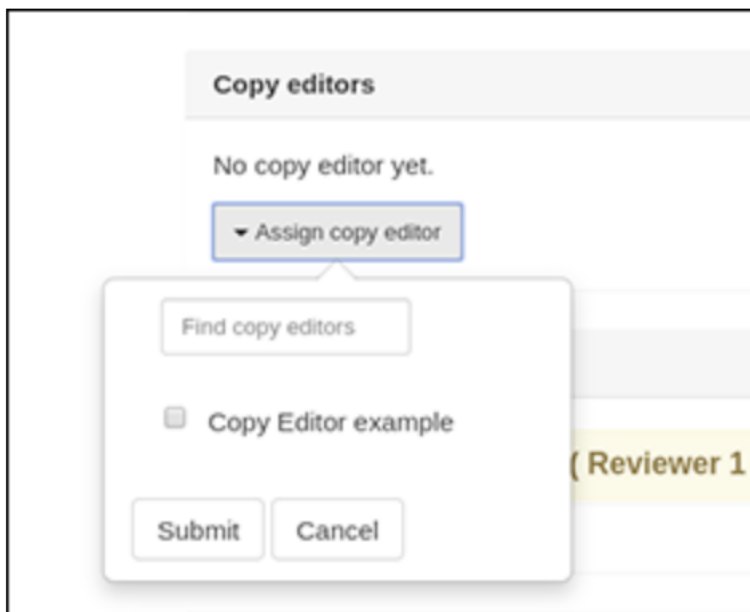 Copy editors
No copy editor yet.
Assign copy editor
Find copy editors
Copy Editor example
( Reviewer 1
Submit Cancel